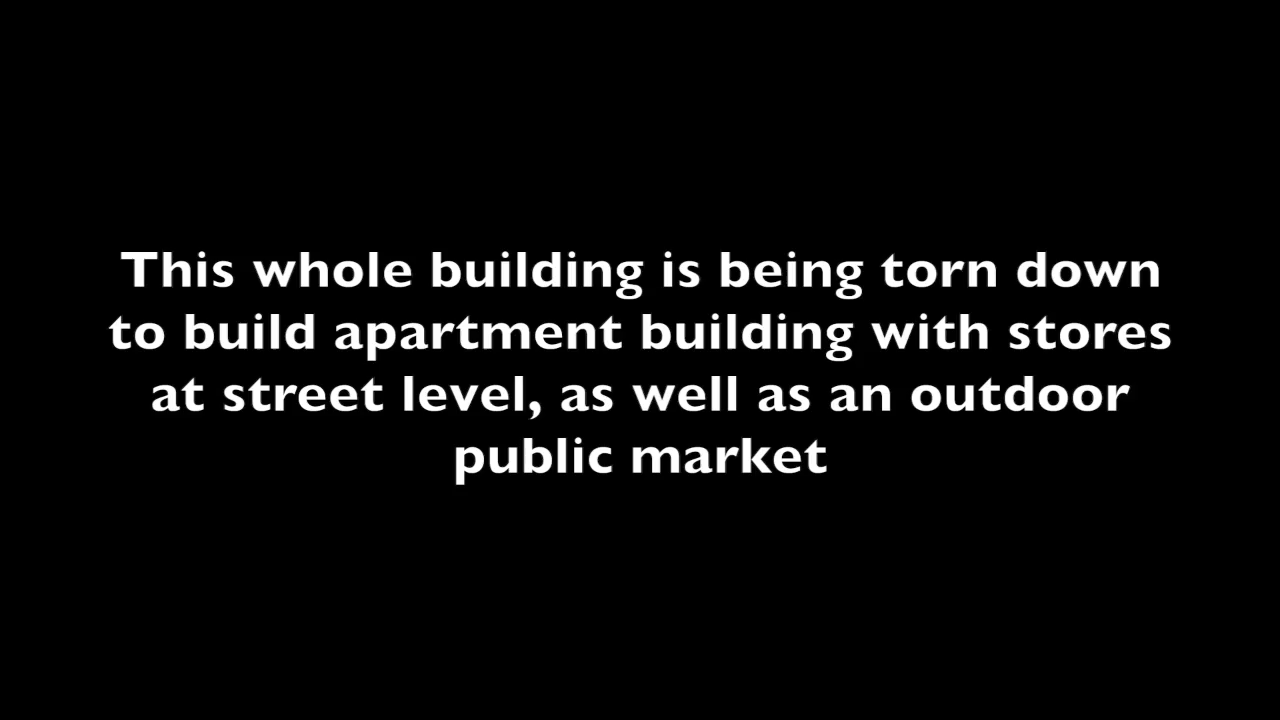 This whole building is being torn down
to build apartment building with stores
at street level, as well as an outdoor
public market